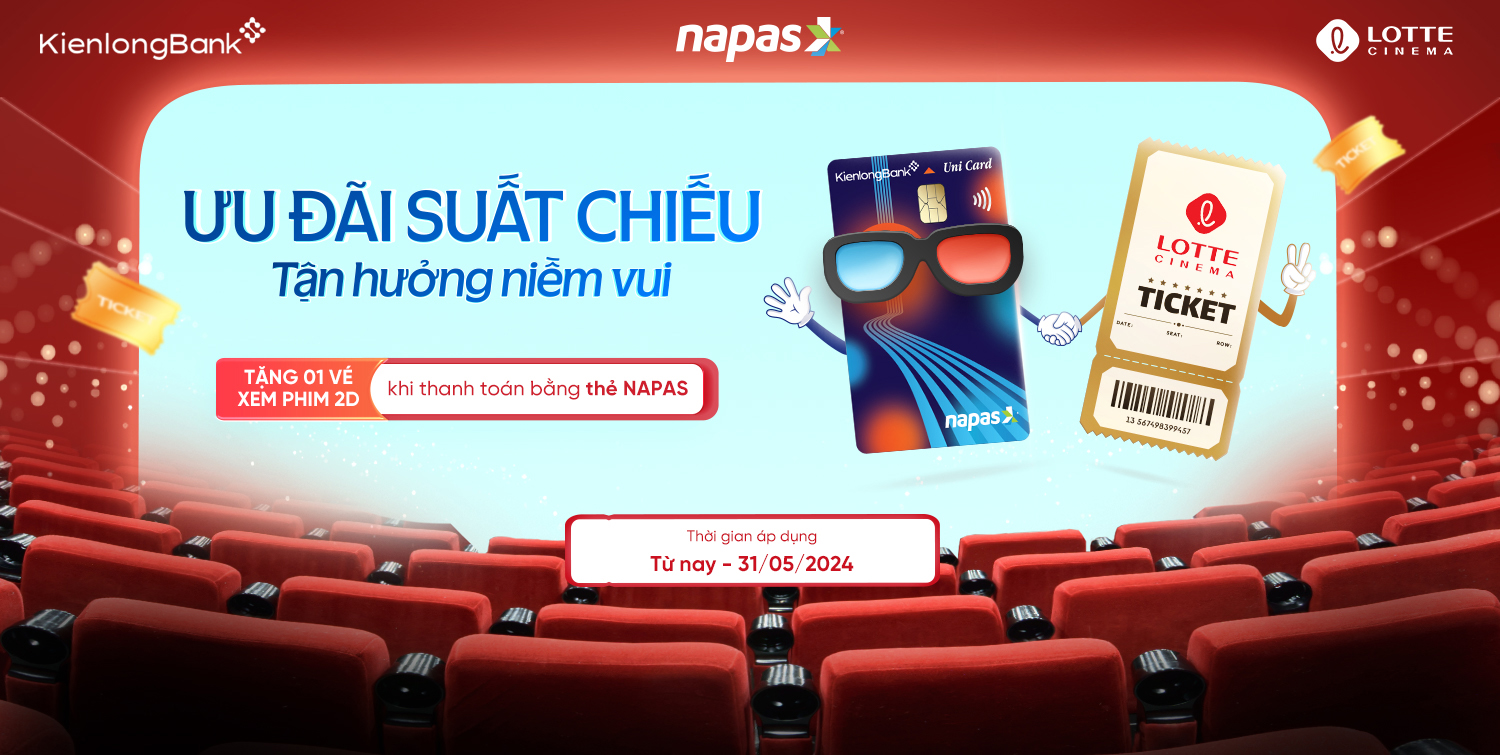 KienlongBank
napas
LOTTE
CINEMA
ƯU ĐÃI SUẤT CHIẾU
Tận hưởng niềm vui
TẶNG 01 VÉ
XEM PHIM 2D
khi thanh toán bằng thẻ NAPAS
KienlongBank
Uni Card
napas
LOTTE
CINEMA
TICKET
DATE:
SEAT:
ROW:
13 567498399457
TICKET
TICKET
Thời gian áp dụng
Từ nay - 31/05/2024